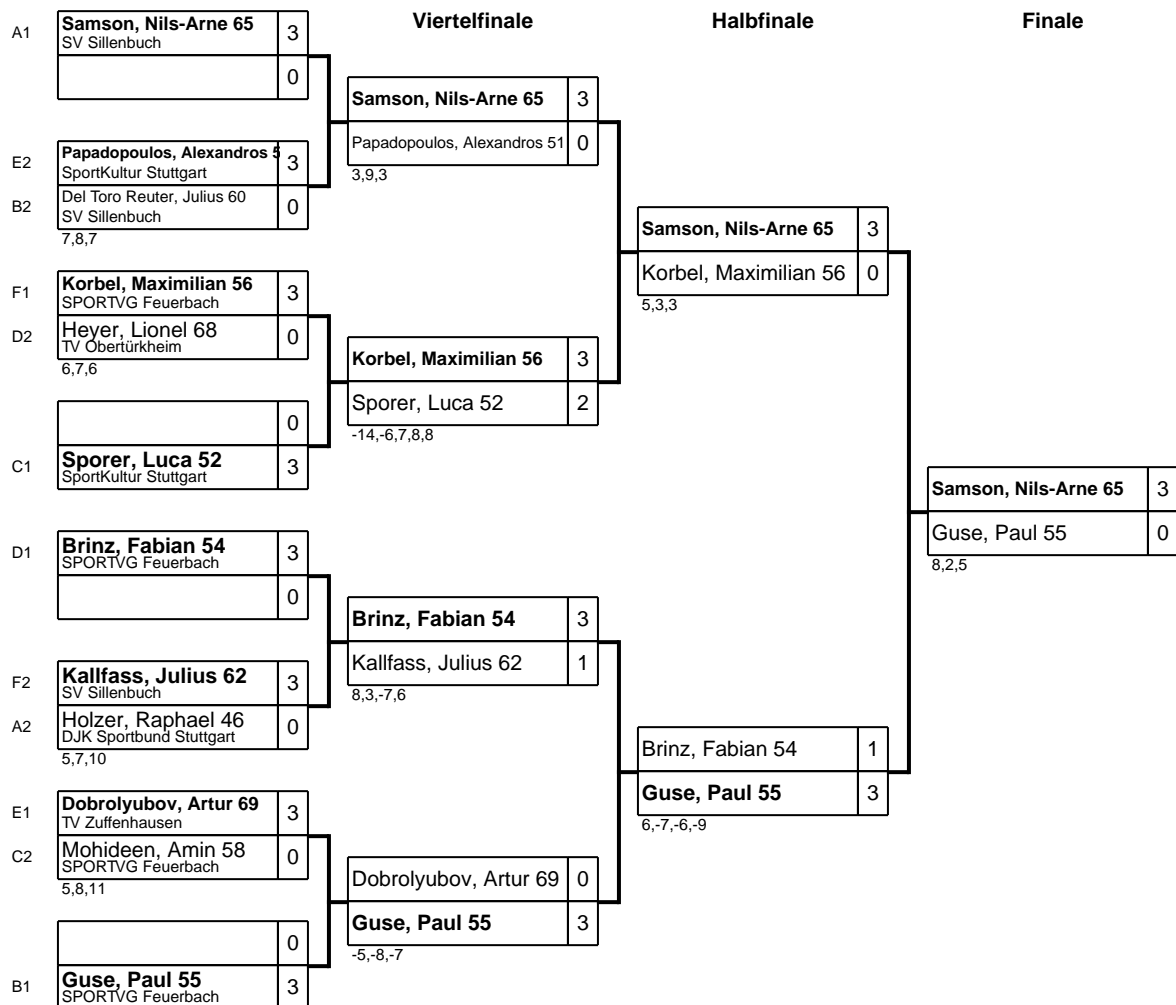 Viertelfinale
Halbfinale
Finale
A1
Samson, Nils-Arne 65
3
SV Sillenbuch
0
E2
Papadopoulos, Alexandros 5
3
SportKultur Stuttgart
B2
Del Toro Reuter, Julius 60
0
SV Sillenbuch
7,8,7
F1
Korbel, Maximilian 56
3
SPORTVG Feuerbach
D2
Heyer, Lionel 68
0
TV Obertürkheim
6,7,6
0
C1
Sporer, Luca 52
3
SportKultur Stuttgart
D1
Brinz, Fabian 54
3
SPORTVG Feuerbach
0
F2
Kallfass, Julius 62
3
SV Sillenbuch
A2
Holzer, Raphael 46
0
DJK Sportbund Stuttgart
5,7,10
E1
Dobrolyubov, Artur 69
3
TV Zuffenhausen
C2
Mohideen, Amin 58
0
SPORTVG Feuerbach
5,8,11
0
B1
Guse, Paul 55
3
SPORTVG Feuerbach
Samson, Nils-Arne 65
3
Papadopoulos, Alexandros 51
0
3,9,3
Korbel, Maximilian 56
3
Sporer, Luca 52
2
-14,-6,7,8,8
Brinz, Fabian 54
3
Kallfass, Julius 62
1
8,3,-7,6
Dobrolyubov, Artur 69
0
Guse, Paul 55
3
-5,-8,-7
Samson, Nils-Arne 65
3
Korbel, Maximilian 56
0
5,3,3
Brinz, Fabian 54
1
Guse, Paul 55
3
6,-7,-6,-9
Samson, Nils-Arne 65
3
Guse, Paul 55
0
8,2,5